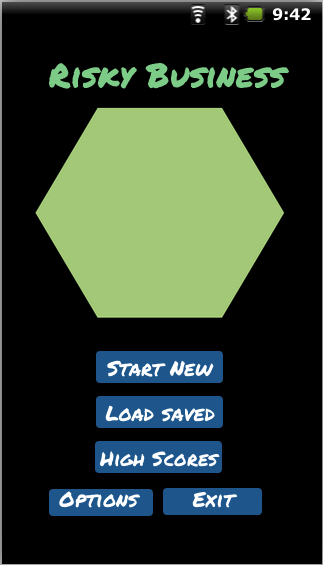 9:42
Risky Business
Start New
Load saved
High Scores
Options Exit